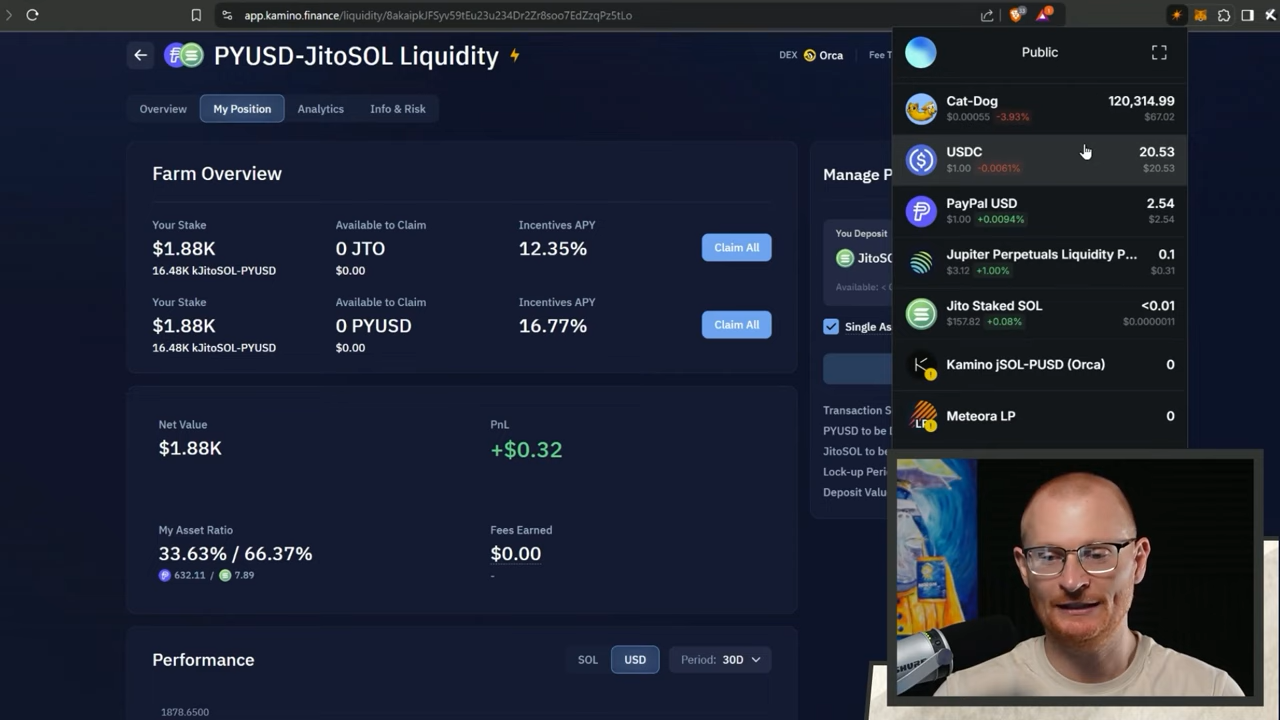 app.kamino.finance/liquidity/8akaipkJFSyv59tEu23u234Dr2Zr8soo7EdZzqPz5tLo
PYUSD-JitoSOL Liquidity
DEX Orca Fee T
Overview My Position Analytics Info & Risk
Farm Overview
Your Stake Available to Claim Incentives APY
$1.88K 0 JTO 12.35% Claim All
16.48K kJitoSOL-PYUSD $0.00
Your Stake Available to Claim Incentives APY
$1.88K 0 PYUSD 16.77% Claim All
16.48K kJitoSOL-PYUSD $0.00
Net Value PnL
$1.88K +$0.32
My Asset Ratio Fees Earned
33.63% / 66.37% $0.00
632.11 / 7.89 -
Performance SOL USD Period: 30D
1878.6500
Manage P
You Deposit
JitoSO
Available: <
Single As
Transaction S
PYUSD to be
JitoSOL to be
Lock-up Peri
Deposit Valu
Public
Cat-Dog 120,314.99
$0.00055 -3.93% $67.02
USDC 20.53
$1.00 -0.0061% $20.53
PayPal USD 2.54
$1.00 +0.0094% $2.54
Jupiter Perpetuals Liquidity P... 0.1
$3.12 +1.00% $0.31
Jito Staked SOL <0.01
$157.82 +0.08% $0.0000011
Kamino jSOL-PUSD (Orca) 0
Meteora LP 0